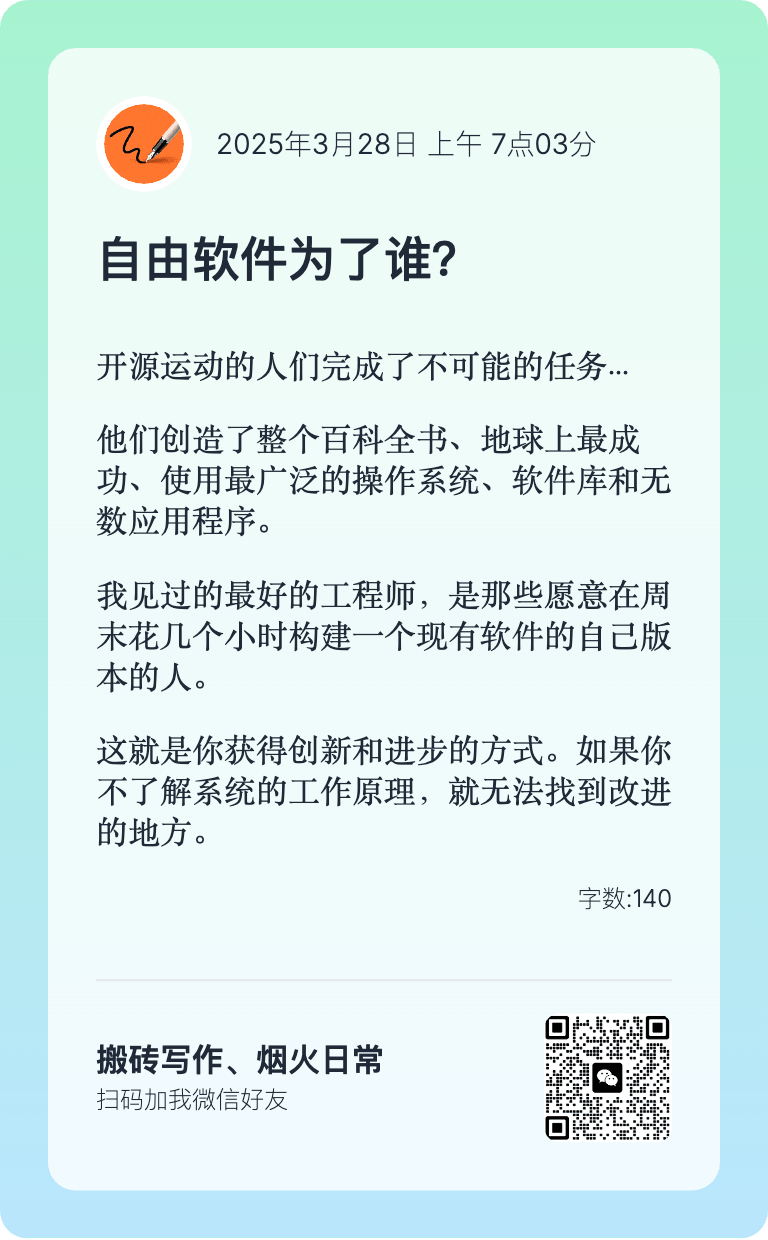 2025年3月28日 上午 7点03分
自由软件为了谁?
开源运动的人们完成了不可能的任务...
他们创造了整个百科全书、地球上最成
功、使用最广泛的操作系统、软件库和无
数应用程序。
我见过的最好的工程师，是那些愿意在周
末花几个小时构建一个现有软件的自己版
本的人。
这就是你获得创新和进步的方式。如果你
不了解系统的工作原理，就无法找到改进
的地方。
字数:140
搬砖写作、烟火日常
扫码加我微信好友